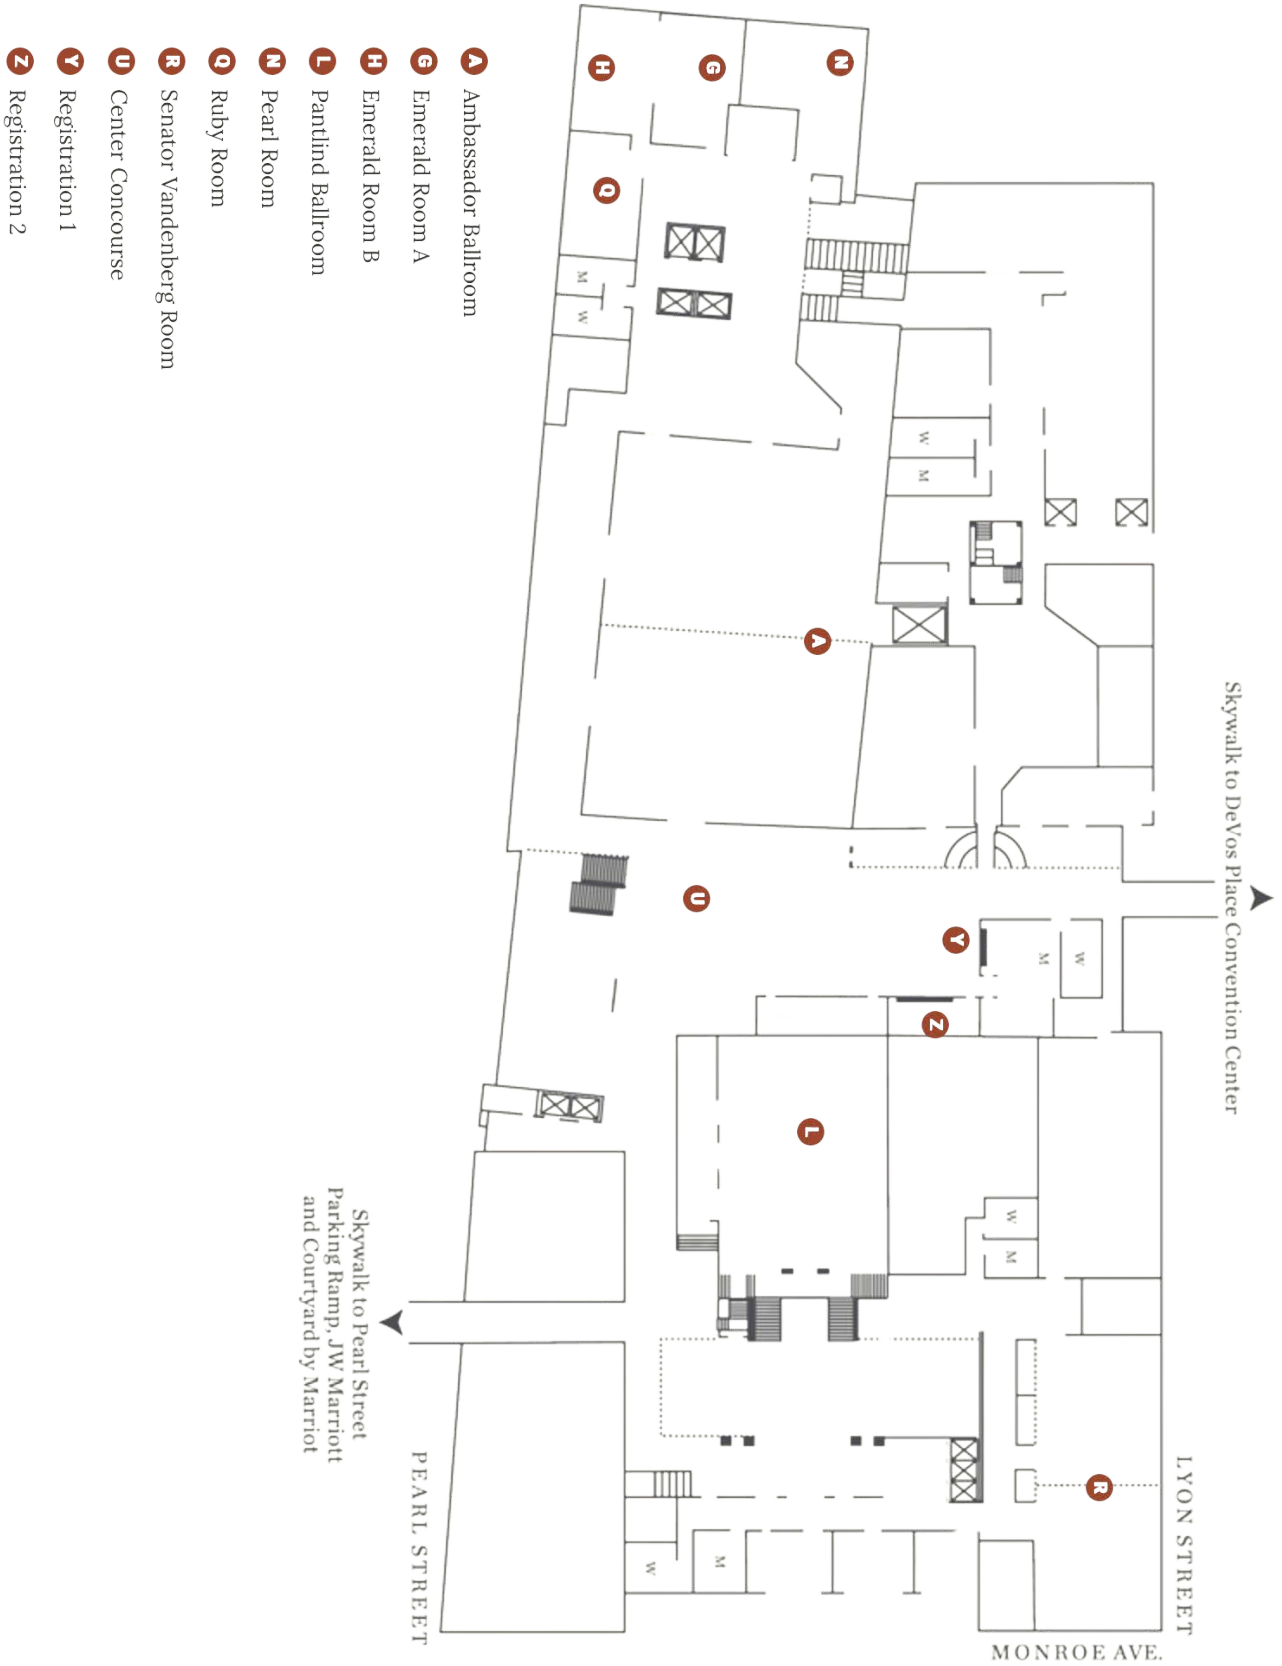 A Ambassador Ballroom
G Emerald Room A
H Emerald Room B
L Pantlind Ballroom
N Pearl Room
Q Ruby Room
R Senator Vandenberg Room
U Center Concourse
Y Registration 1
Z Registration 2
N
G
H
Q
M
W
W
M
A
Skywalk to DeVos Place Convention Center
U
Y
M
W
Z
L
W
M
Skywalk to Pearl Street
Parking Ramp, JW Marriott
and Courtyard by Marriot
R
W
M
LYON STREET
PEARL STREET
MONROE AVE.